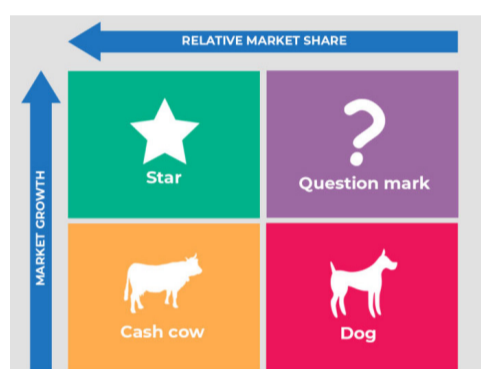 RELATIVE MARKET SHARE
MARKET GROWTH
Star
?
Question mark
Cash cow
Dog